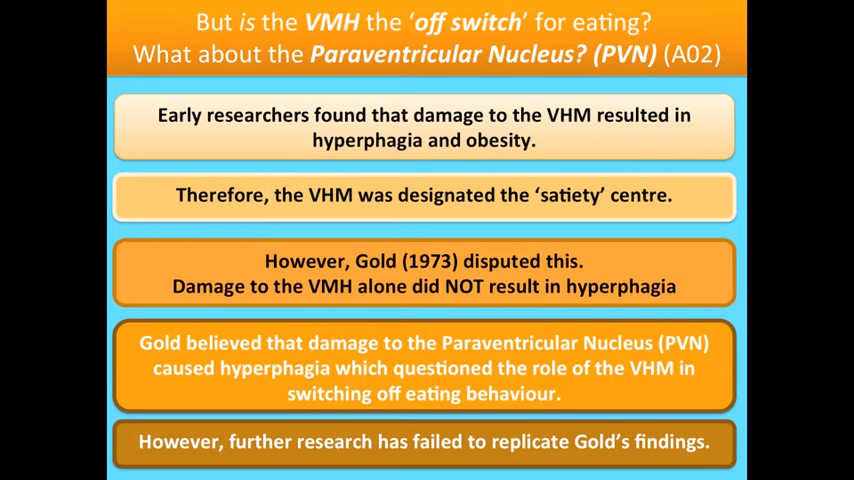 But is the VMH the ‘off switch’ for eating?
What about the Paraventricular Nucleus? (PVN) (A02)
Early researchers found that damage to the VHM resulted in
hyperphagia and obesity.
Therefore, the VHM was designated the ‘satiety’ centre.
However, Gold (1973) disputed this.
Damage to the VMH alone did NOT result in hyperphagia
Gold believed that damage to the Paraventricular Nucleus (PVN)
caused hyperphagia which questioned the role of the VHM in
switching off eating behaviour.
However, further research has failed to replicate Gold’s findings.